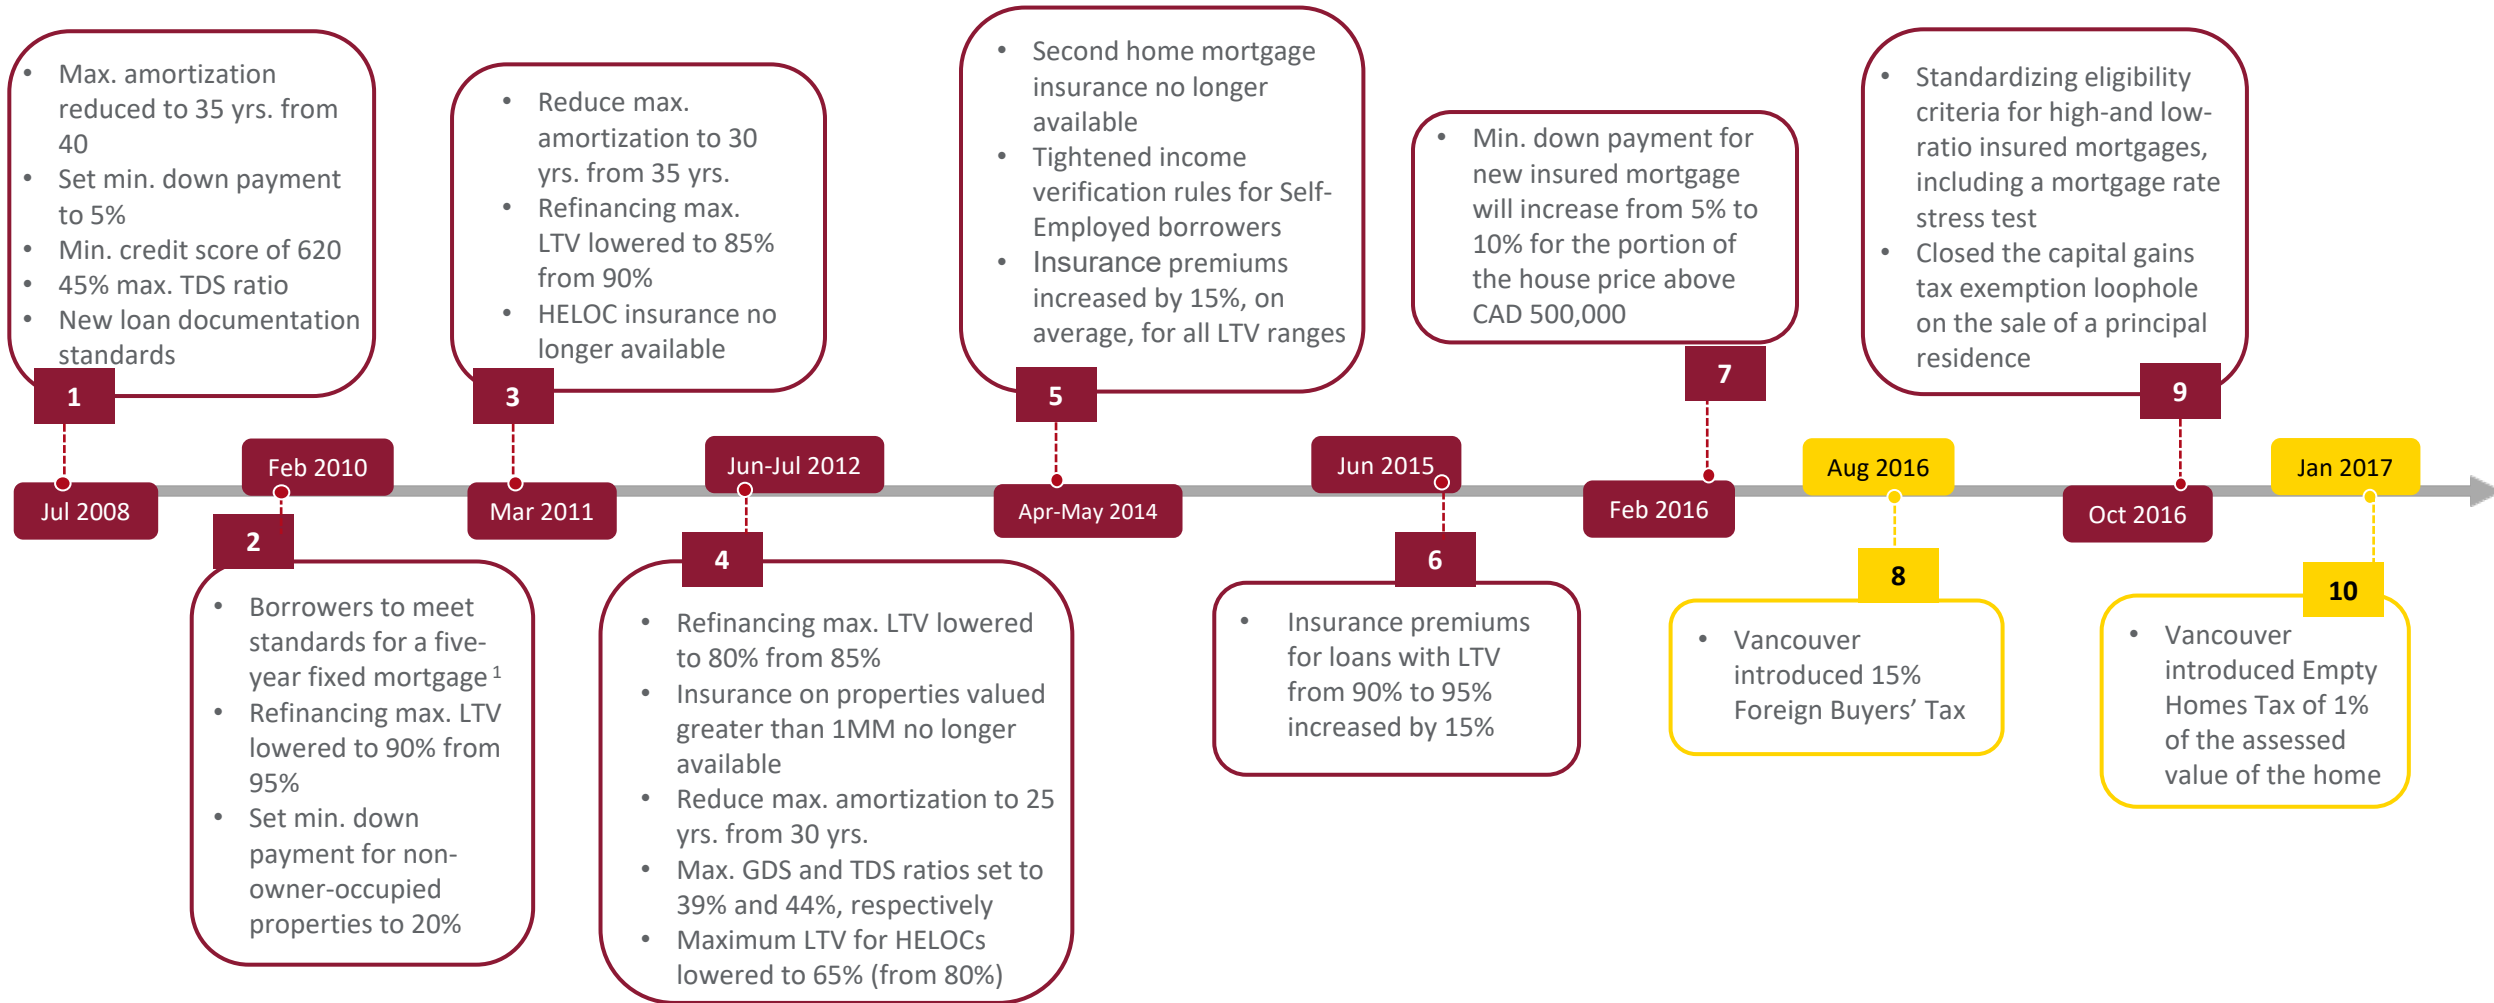 • Max. amortization
reduced to 35 yrs. from
40
• Set min. down payment
to 5%
• Min. credit score of 620
• 45% max. TDS ratio
• New loan documentation
standards
1
Jul 2008
Feb 2010
2
• Borrowers to meet
standards for a five-
year fixed mortgage 1
• Refinancing max. LTV
lowered to 90% from
95%
• Set min. down
payment for non-
owner-occupied
properties to 20%
• Reduce max.
amortization to 30
yrs. from 35 yrs.
• Refinancing max.
LTV lowered to 85%
from 90%
• HELOC insurance no
longer available
3
Mar 2011
Jun-Jul 2012
4
• Refinancing max. LTV lowered
to 80% from 85%
• Insurance on properties valued
greater than 1MM no longer
available
• Reduce max. amortization to 25
yrs. from 30 yrs.
• Max. GDS and TDS ratios set to
39% and 44%, respectively
• Maximum LTV for HELOCs
lowered to 65% (from 80%)
• Second home mortgage
insurance no longer
available
• Tightened income
verification rules for Self-
Employed borrowers
• Insurance premiums
increased by 15%, on
average, for all LTV ranges
5
Apr-May 2014
Jun 2015
6
• Insurance premiums
for loans with LTV
from 90% to 95%
increased by 15%
• Min. down payment for
new insured mortgage
will increase from 5% to
10% for the portion of
the house price above
CAD 500,000
7
Feb 2016
Aug 2016
8
• Vancouver
introduced 15%
Foreign Buyers’ Tax
• Standardizing eligibility
criteria for high-and low-
ratio insured mortgages,
including a mortgage rate
stress test
• Closed the capital gains
tax exemption loophole
on the sale of a principal
residence
9
Oct 2016
Jan 2017
10
• Vancouver
introduced Empty
Homes Tax of 1%
of the assessed
value of the home